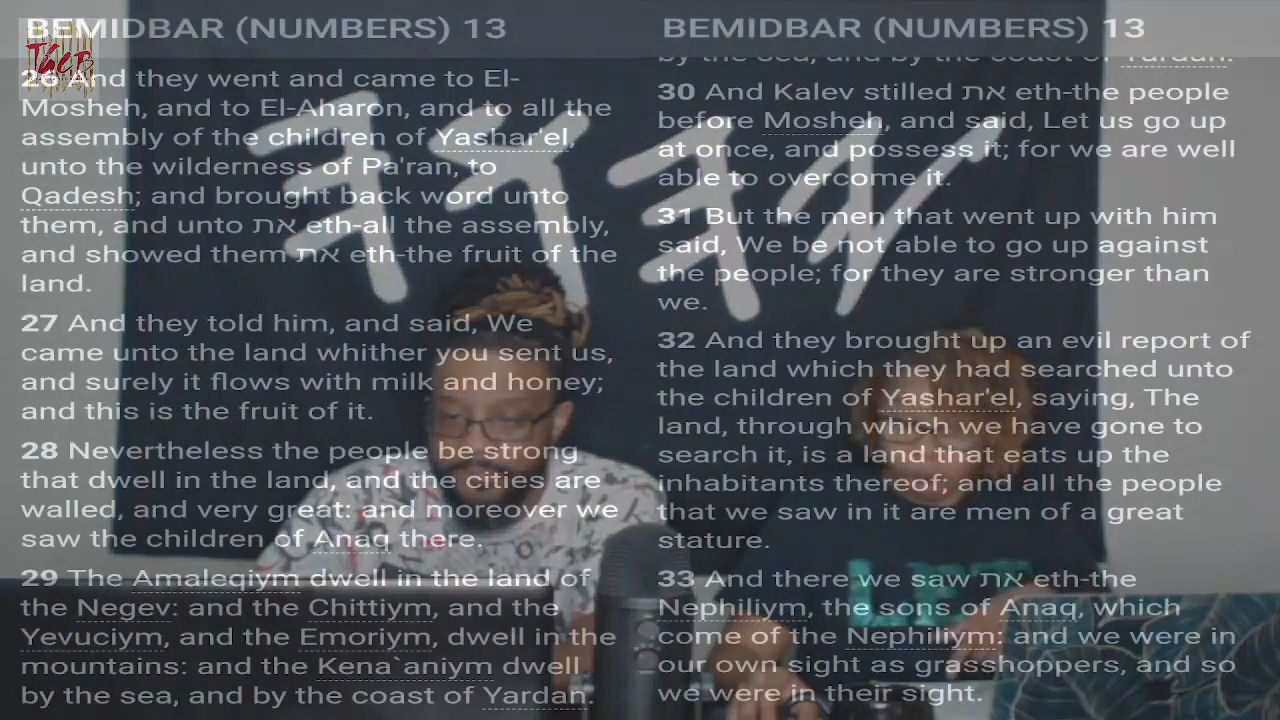 BEMIDBAR (NUMBERS) 13
26 And they went and came to El-
Mosheh, and to El-Aharon, and to all the
assembly of the children of Yashar'el,
unto the wilderness of Pa'ran, to
Qadesh; and brought back word unto
them, and unto את eth-all the assembly,
and showed them את eth-the fruit of the
land.
27 And they told him, and said, We
came unto the land whither you sent us,
and surely it flows with milk and honey;
and this is the fruit of it.
28 Nevertheless the people be strong
that dwell in the land, and the cities are
walled, and very great: and moreover we
saw the children of Anaq there.
29 The Amaleqiym dwell in the land of
the Negev: and the Chittiym, and the
Yevuciym, and the Emoriym, dwell in the
mountains: and the Kena`aniym dwell
by the sea, and by the coast of Yardan.
BEMIDBAR (NUMBERS) 13
by the sea, and by the coast of Yardan.
30 And Kalev stilled את eth-the people
before Mosheh, and said, Let us go up
at once, and possess it; for we are well
able to overcome it.
31 But the men that went up with him
said, We be not able to go up against
the people; for they are stronger than
we.
32 And they brought up an evil report of
the land which they had searched unto
the children of Yashar'el, saying, The
land, through which we have gone to
search it, is a land that eats up the
inhabitants thereof; and all the people
that we saw in it are men of a great
stature.
33 And there we saw את eth-the
Nephiliym, the sons of Anaq, which
come of the Nephiliym: and we were in
our own sight as grasshoppers, and so
we were in their sight.
𐤉𐤄𐤅𐤄